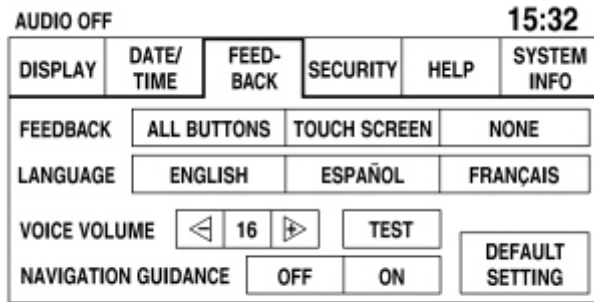 AUDIO OFF 15:32
DISPLAY DATE/ TIME FEED- BACK SECURITY HELP SYSTEM INFO
FEEDBACK ALL BUTTONS TOUCH SCREEN NONE
LANGUAGE ENGLISH ESPAÑOL FRANÇAIS
VOICE VOLUME - 16 + TEST
NAVIGATION GUIDANCE OFF ON DEFAULT SETTING